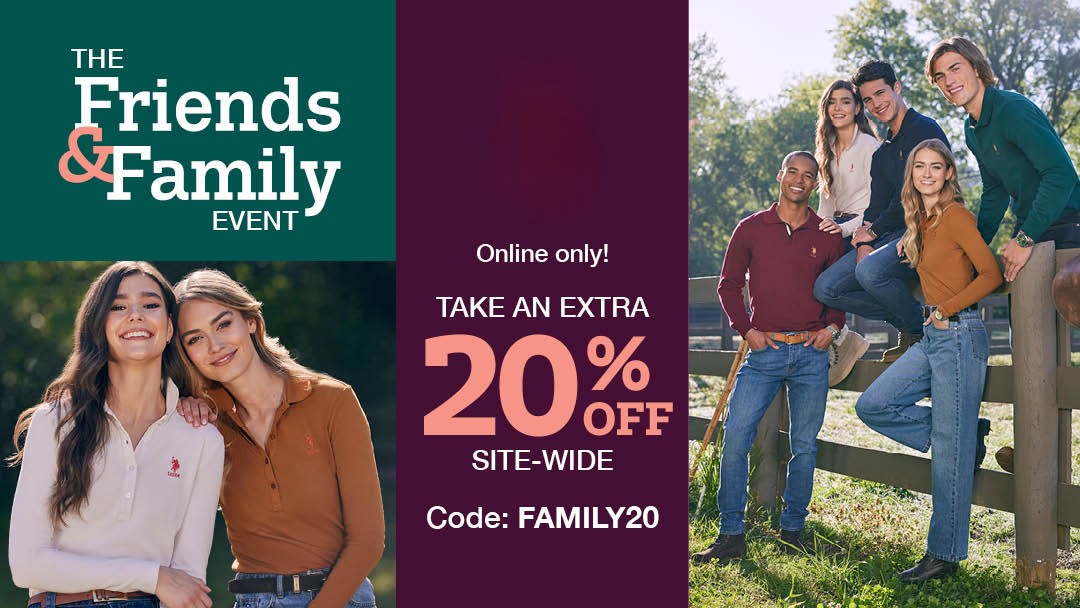 THE
Friends
& Family
EVENT
Online only!
TAKE AN EXTRA
20% OFF
SITE-WIDE
Code: FAMILY20